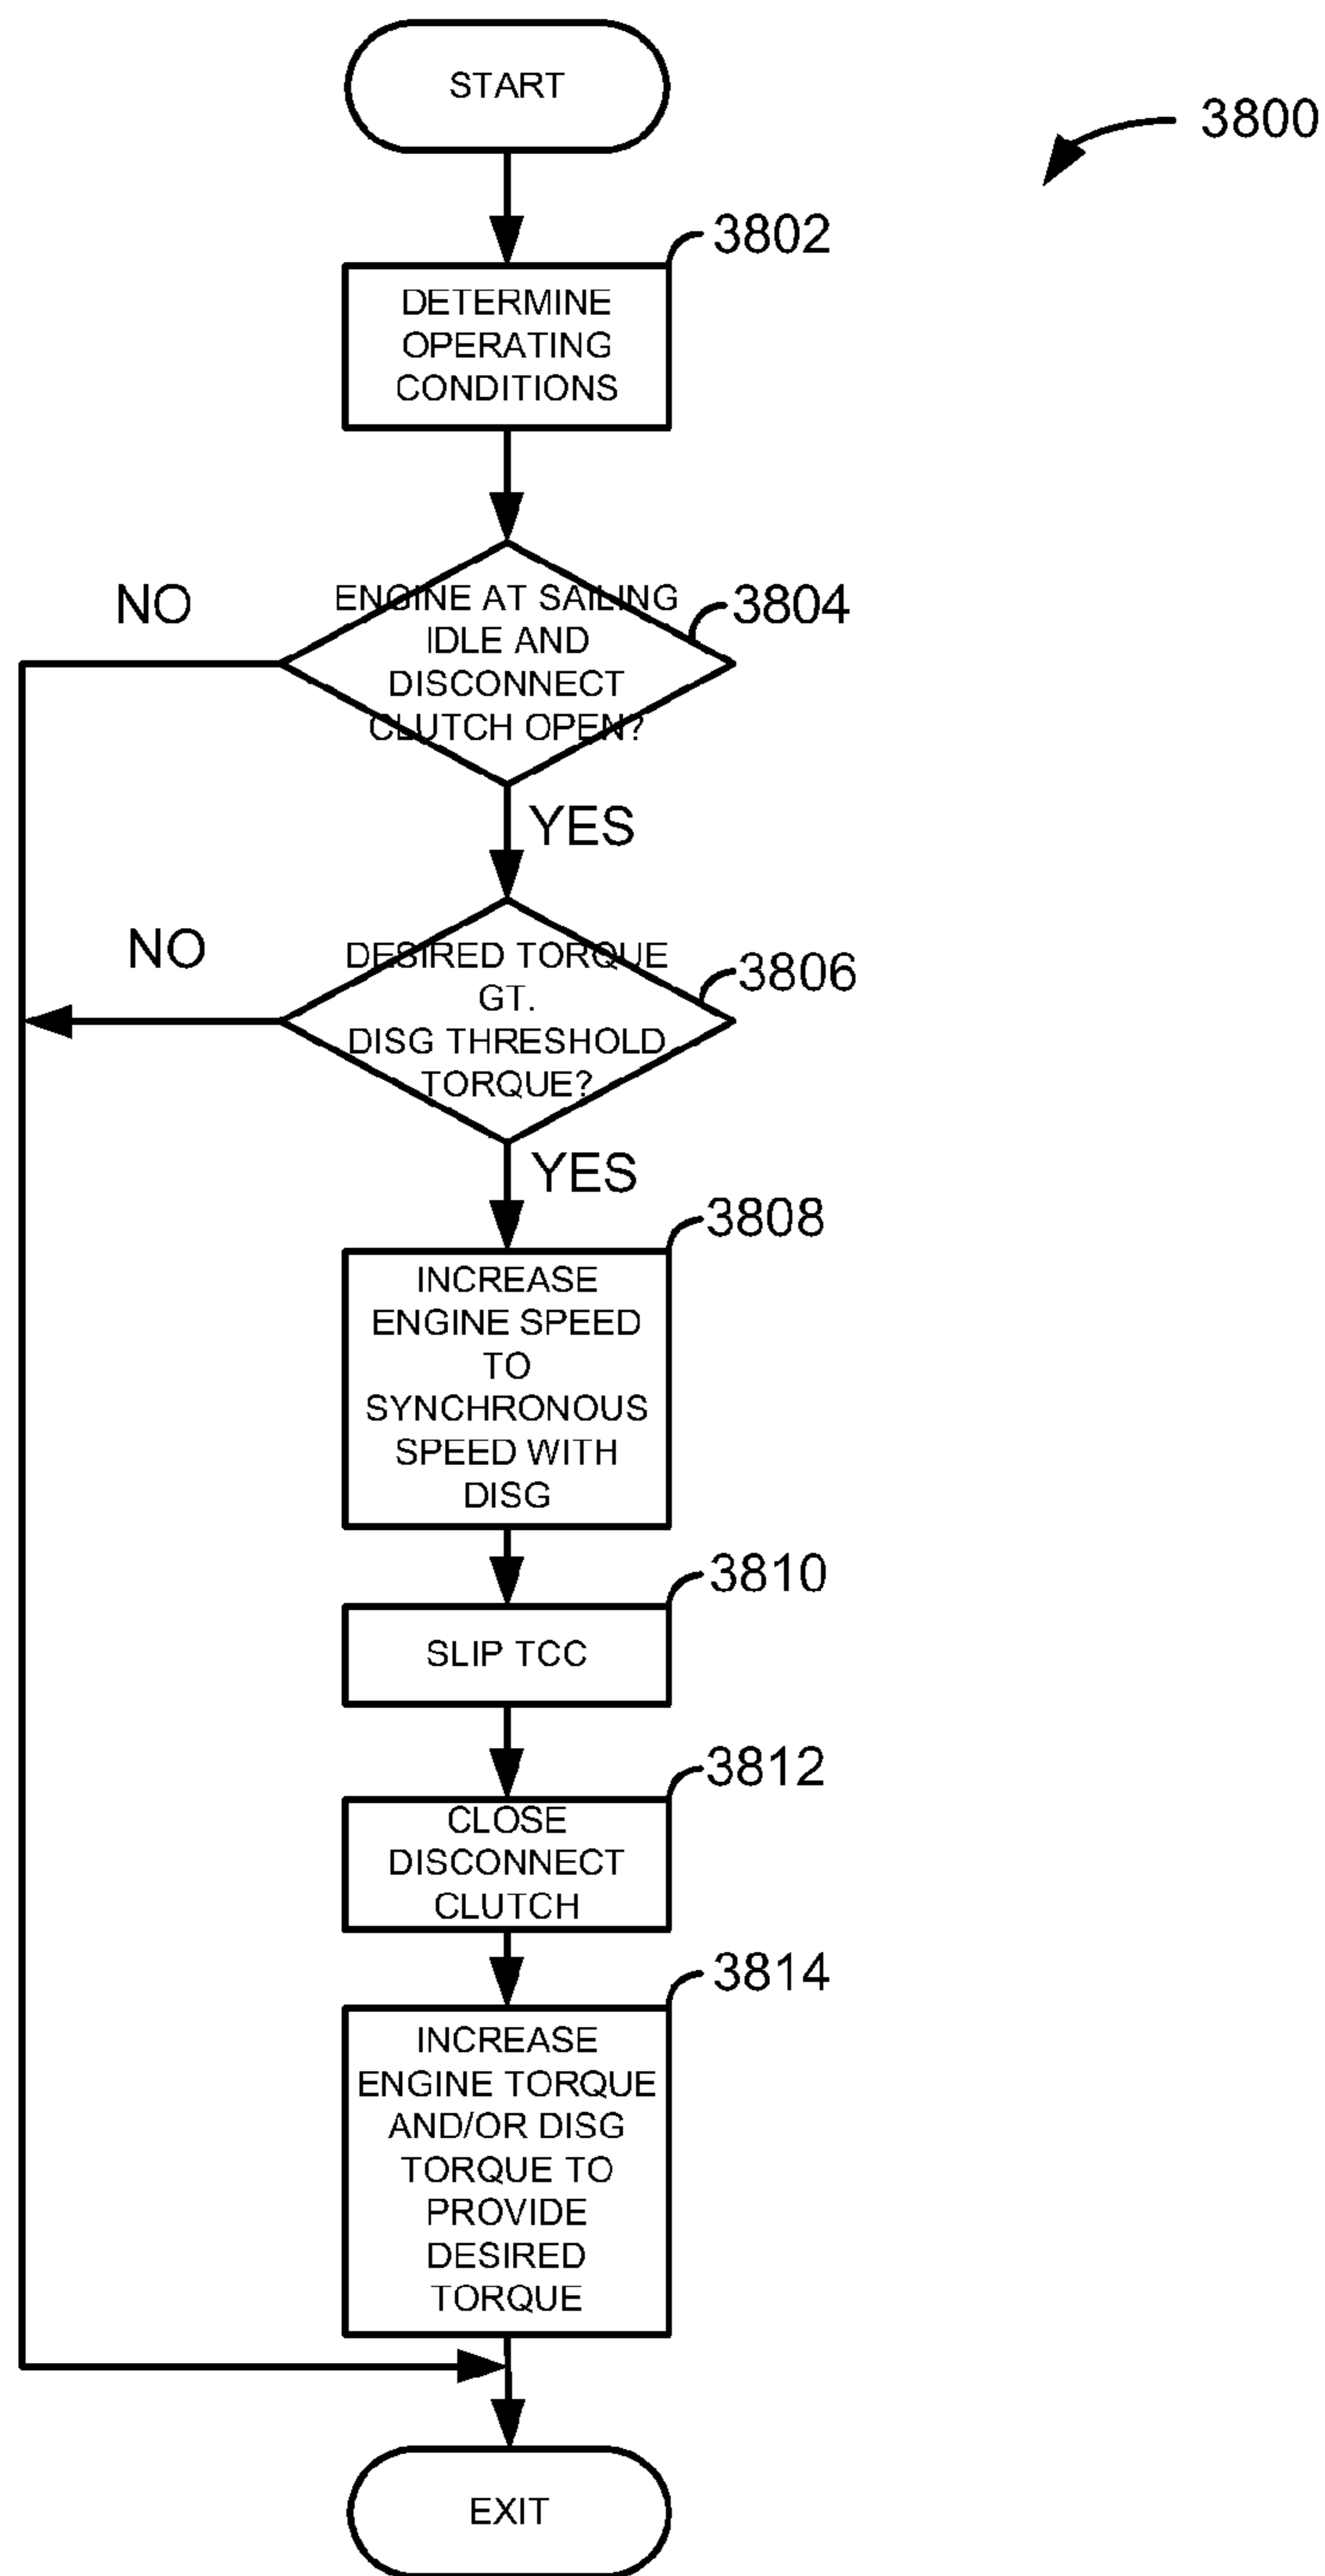 START
3800
3802
DETERMINE
OPERATING
CONDITIONS
NO
ENGINE AT SAILING
IDLE AND
DISCONNECT
CLUTCH OPEN?
3804
YES
NO
DESIRED TORQUE
GT.
DISG THRESHOLD
TORQUE?
3806
YES
3808
INCREASE
ENGINE SPEED
TO
SYNCHRONOUS
SPEED WITH
DISG
3810
SLIP TCC
3812
CLOSE
DISCONNECT
CLUTCH
3814
INCREASE
ENGINE TORQUE
AND/OR DISG
TORQUE TO
PROVIDE
DESIRED
TORQUE
EXIT